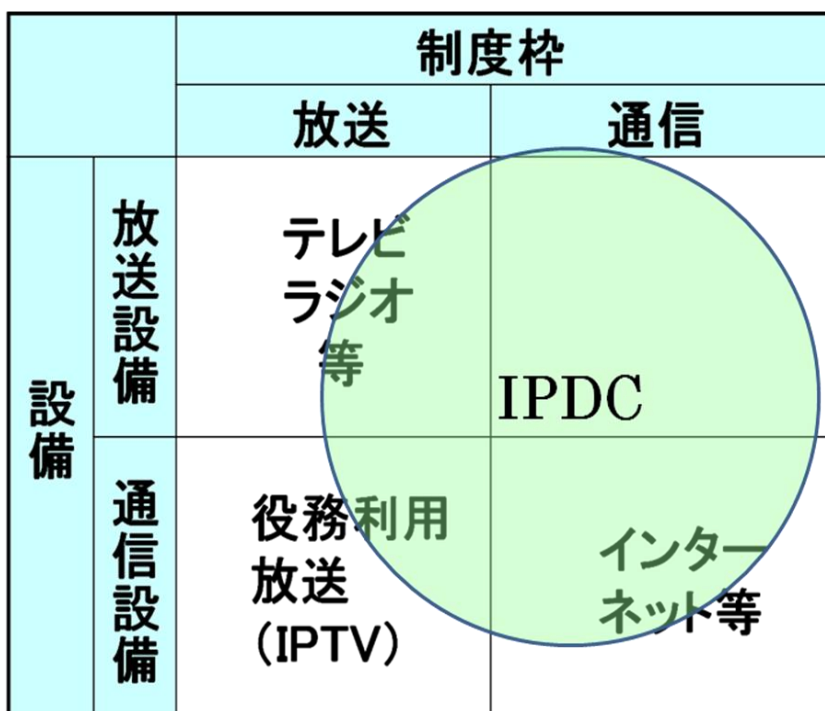 制度枠
放送
通信
設備
放送設備
テレビ
ラジオ
等
IPDC
通信設備
役務利用
放送
(IPTV)
インター
ネット等